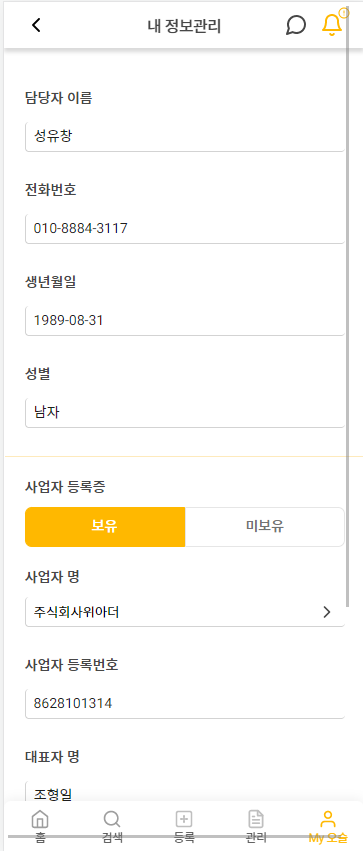 내 정보관리
담당자 이름
성유창
전화번호
010-8884-3117
생년월일
1989-08-31
성별
남자
사업자 등록증
보유 미보유
사업자 명
주식회사위아더
사업자 등록번호
8628101314
대표자 명
조형일
홈 검색 등록 관리 My 오슬